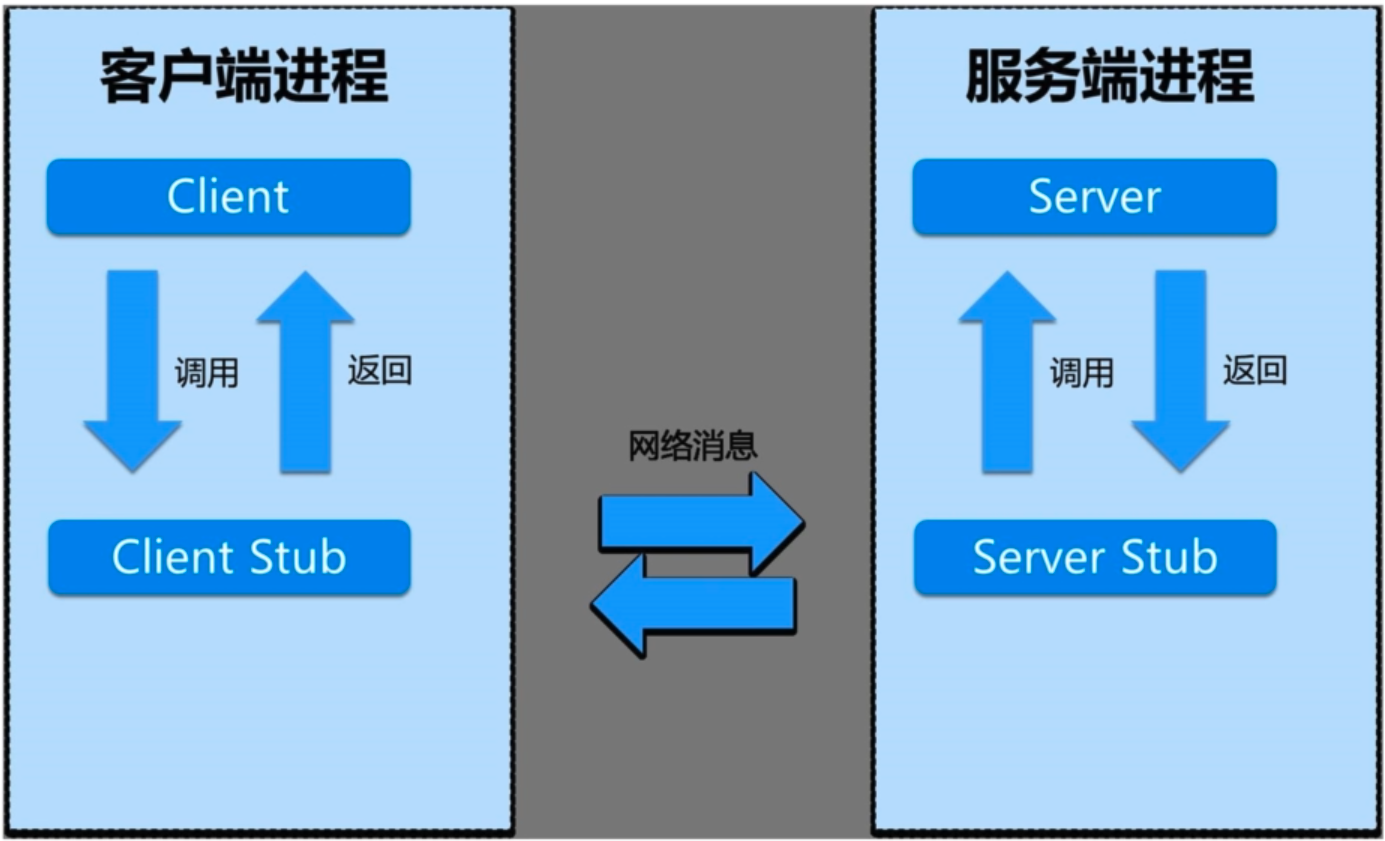 客户端进程
Client
调用
返回
Client Stub
网络消息
服务端进程
Server
调用
返回
Server Stub